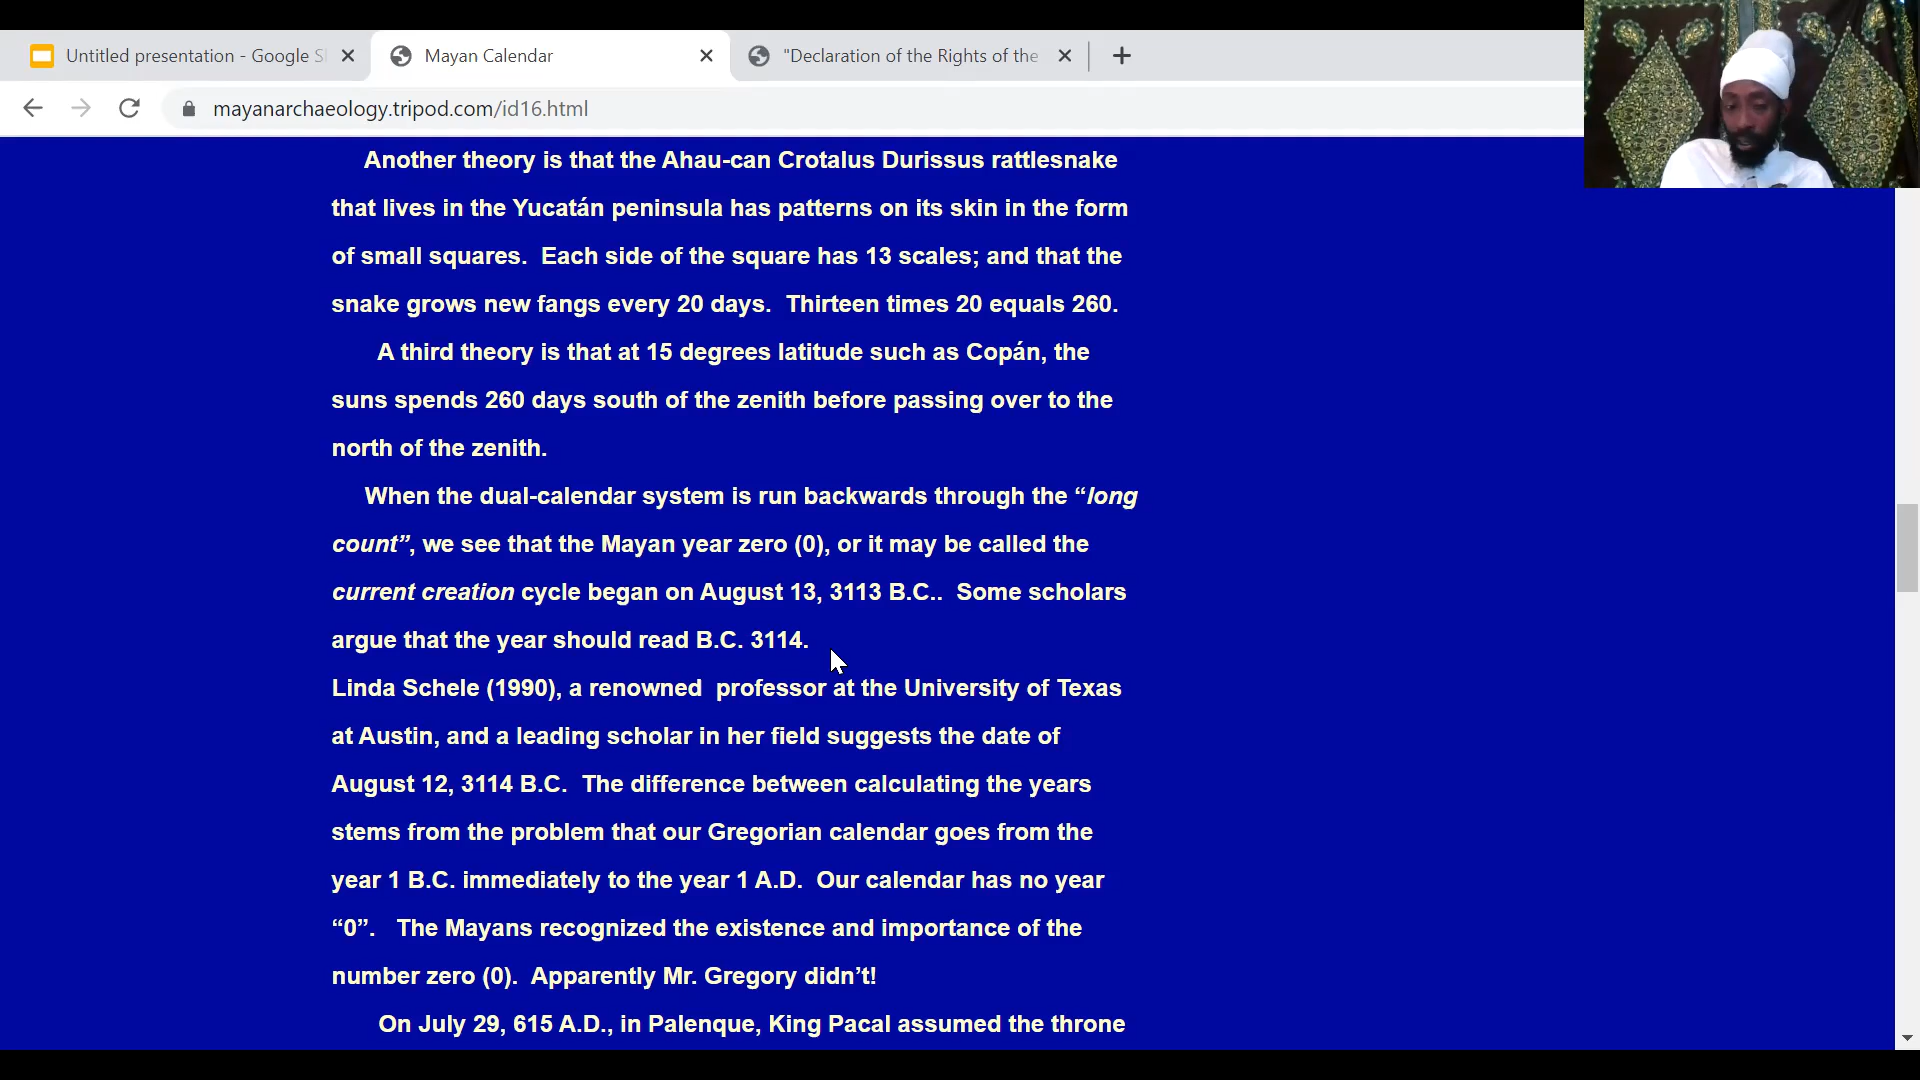 Untitled presentation - Google Sl
Mayan Calendar
"Declaration of the Rights of the
mayanarchaeology.tripod.com/id16.html
Another theory is that the Ahau-can Crotalus Durissus rattlesnake
that lives in the Yucatán peninsula has patterns on its skin in the form
of small squares.  Each side of the square has 13 scales; and that the
snake grows new fangs every 20 days.  Thirteen times 20 equals 260.
A third theory is that at 15 degrees latitude such as Copán, the
suns spends 260 days south of the zenith before passing over to the
north of the zenith.
When the dual-calendar system is run backwards through the “long
count”, we see that the Mayan year zero (0), or it may be called the
current creation cycle began on August 13, 3113 B.C..  Some scholars
argue that the year should read B.C. 3114.
Linda Schele (1990), a renowned  professor at the University of Texas
at Austin, and a leading scholar in her field suggests the date of
August 12, 3114 B.C.  The difference between calculating the years
stems from the problem that our Gregorian calendar goes from the
year 1 B.C. immediately to the year 1 A.D.  Our calendar has no year
“0”.   The Mayans recognized the existence and importance of the
number zero (0).  Apparently Mr. Gregory didn’t!
On July 29, 615 A.D., in Palenque, King Pacal assumed the throne